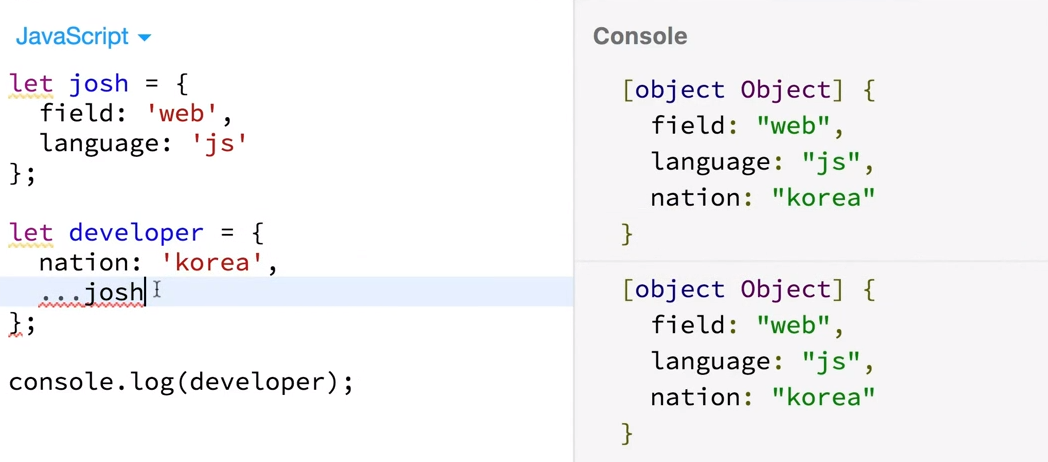 JavaScript
let josh = {
  field: 'web',
  language: 'js'
};
let developer = {
  nation: 'korea',
  ...josh
};
console.log(developer);
Console
[object Object] {
  field: "web",
  language: "js",
  nation: "korea"
}
[object Object] {
  field: "web",
  language: "js",
  nation: "korea"
}